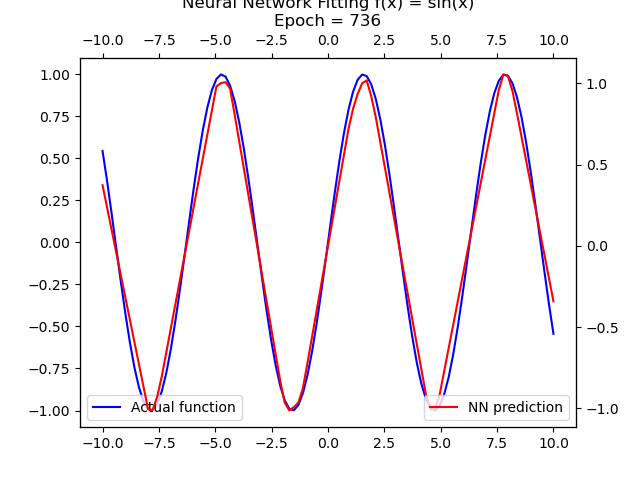 Neural Network Fitting f(x) = sin(x)
Epoch = 736
−10.0 −7.5 −5.0 −2.5 0.0 2.5 5.0 7.5 10.0
1.00
0.75
0.50
0.25
0.00
−0.25
−0.50
−0.75
−1.00
1.0
0.5
0.0
−0.5
−1.0
Actual function
NN prediction
−10.0 −7.5 −5.0 −2.5 0.0 2.5 5.0 7.5 10.0